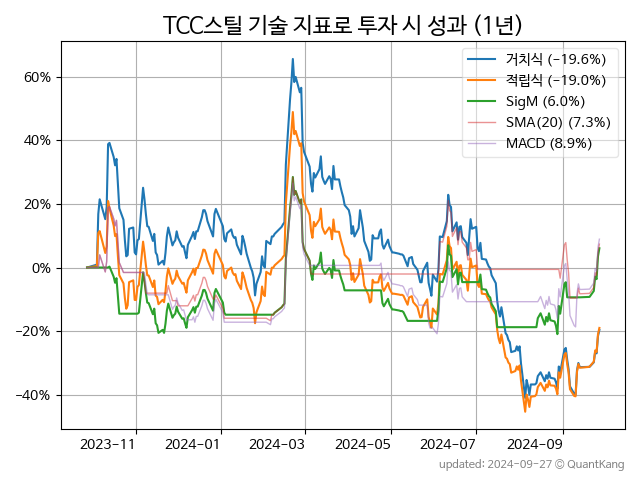 TCC스틸 기술 지표로 투자 시 성과 (1년)
거치식 (−19.6%)
적립식 (−19.0%)
SigM (6.0%)
SMA(20) (7.3%)
MACD (8.9%)
60%
40%
20%
0%
−20%
−40%
2023-11 2024-01 2024-03 2024-05 2024-07 2024-09
updated: 2024-09-27 © QuantKang